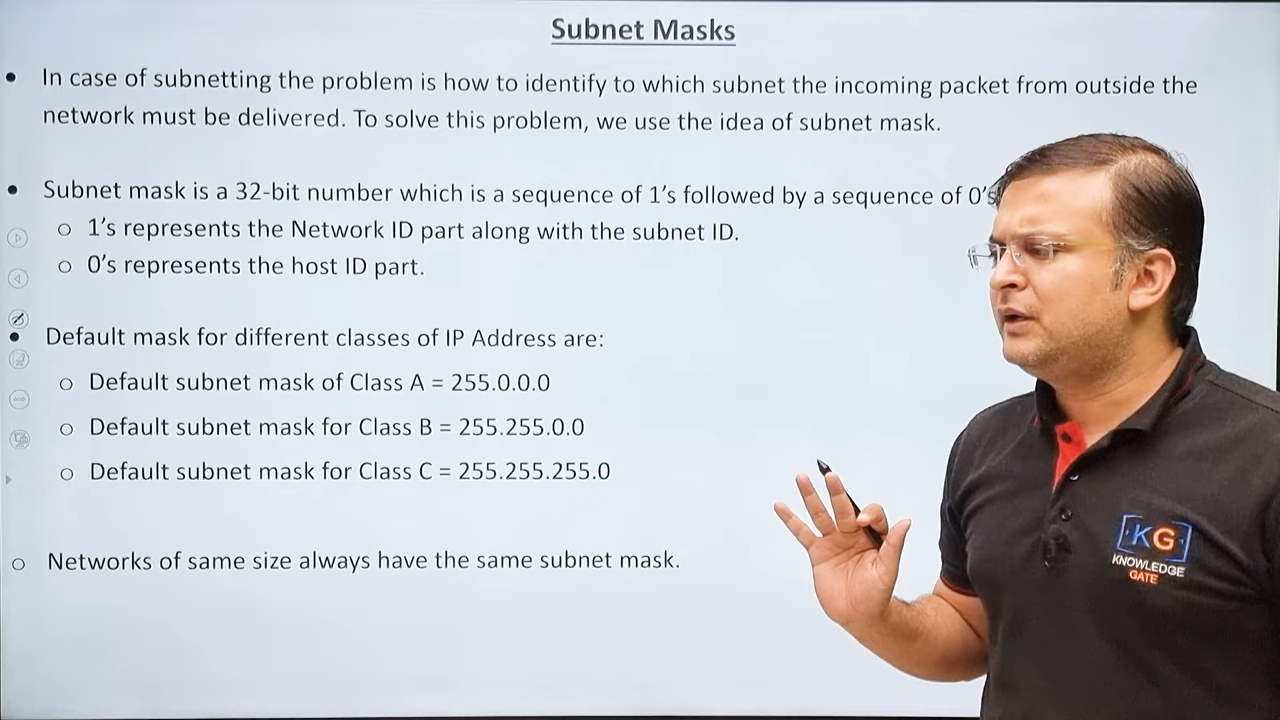 Subnet Masks
• In case of subnetting the problem is how to identify to which subnet the incoming packet from outside the
network must be delivered. To solve this problem, we use the idea of subnet mask.
• Subnet mask is a 32-bit number which is a sequence of 1’s followed by a sequence of 0’s
o 1’s represents the Network ID part along with the subnet ID.
o 0’s represents the host ID part.
• Default mask for different classes of IP Address are:
o Default subnet mask of Class A = 255.0.0.0
o Default subnet mask for Class B = 255.255.0.0
o Default subnet mask for Class C = 255.255.255.0
o Networks of same size always have the same subnet mask.
KG
KNOWLEDGE
GATE